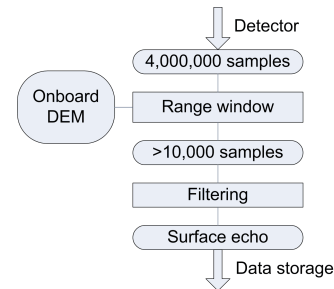 Detector
4,000,000 samples
Onboard
DEM
Range window
>10,000 samples
Filtering
Surface echo
Data storage